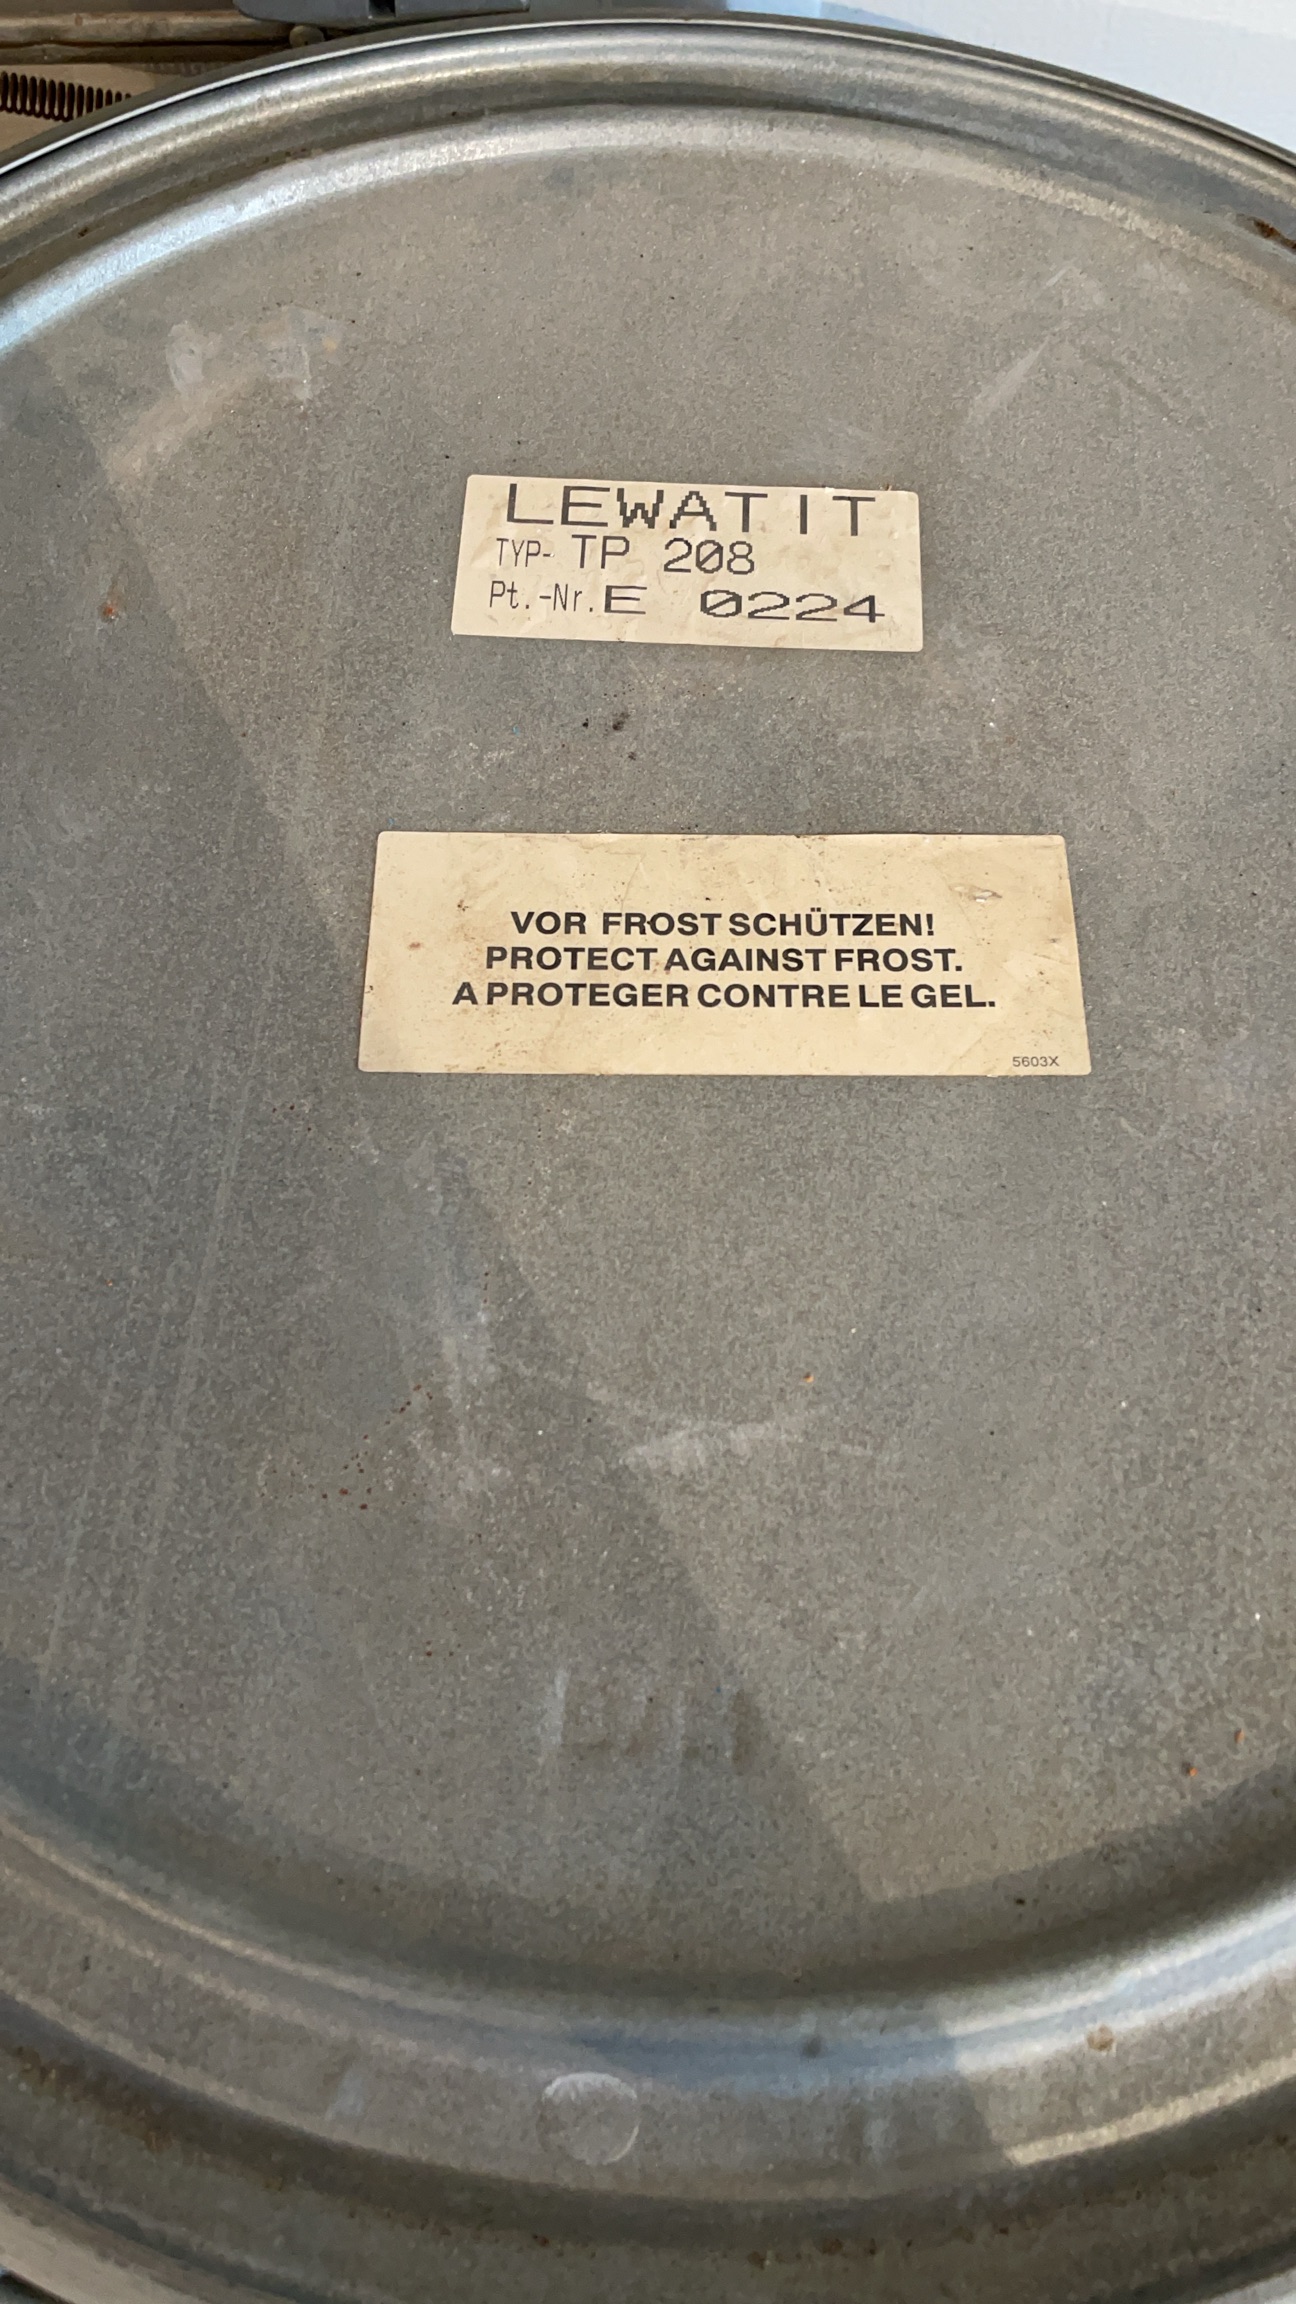 LEWATIT
TYP- TP 208
Pt.-Nr. E 0224
VOR FROST SCHÜTZEN!
PROTECT AGAINST FROST.
A PROTEGER CONTRE LE GEL.
5603X